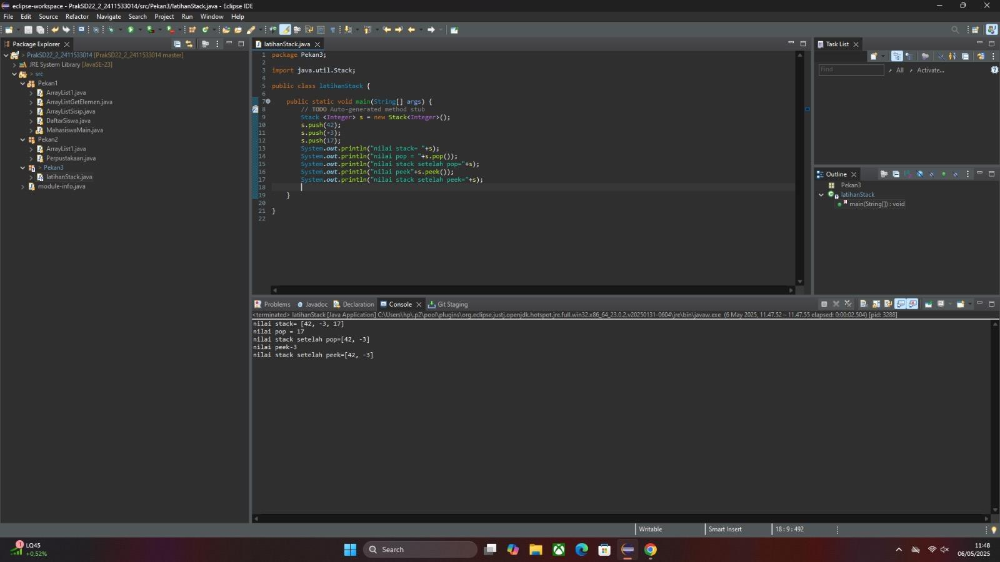 eclipse-workspace - PrakSD22_2_2411533014/src/Pekan3/latihanStack.java - Eclipse IDE
File Edit Source Refactor Navigate Search Project Run Window Help
Package Explorer
> PrakSD22_2_2411533014 [PrakSD22_2_2411533014 master]
JRE System Library [JavaSE-23]
> src
Pekan1
ArrayList1.java
ArrayListGetElemen.java
ArrayListSisip.java
DaftarSiswa.java
MahasiswaMain.java
Pekan2
ArrayList1.java
Perpustakaan.java
> Pekan3
latihanStack.java
module-info.java
latihanStack.java
1 package Pekan3;
2
3 import java.util.Stack;
4
5 public class latihanStack {
6
7 public static void main(String[] args) {
8 // TODO Auto-generated method stub
9 Stack <Integer> s = new Stack<Integer>();
10 s.push(42);
11 s.push(-3);
12 s.push(17);
13 System.out.println("nilai stack= "+s);
14 System.out.println("nilai pop = "+s.pop());
15 System.out.println("nilai stack setelah pop="+s);
16 System.out.println("nilai peek"+s.peek());
17 System.out.println("nilai stack setelah peek="+s);
18
19 }
20
21 }
22
Task List
Find All Activate...
Outline
Pekan3
latihanStack
main(String[]) : void
Problems Javadoc Declaration Console Git Staging
<terminated> latihanStack [Java Application] C:\Users\hp\.p2\pool\plugins\org.eclipse.justj.openjdk.hotspot.jre.full.win32.x86_64_23.0.2.v20250131-0604\jre\bin\javaw.exe (6 May 2025, 11.47.52 – 11.47.55 elapsed: 0:00:02.504) [pid: 3288]
nilai stack= [42, -3, 17]
nilai pop = 17
nilai stack setelah pop=[42, -3]
nilai peek-3
nilai stack setelah peek=[42, -3]
Writable Smart Insert 18 : 9 : 492
1
LQ45
+0,52%
Search
11:48
06/05/2025